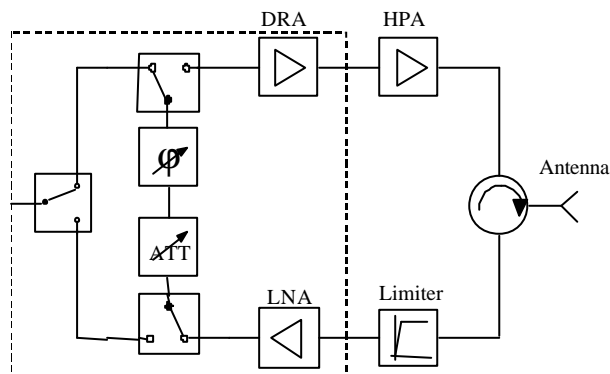 DRA
HPA
φ
Antenna
ATT
LNA
Limiter